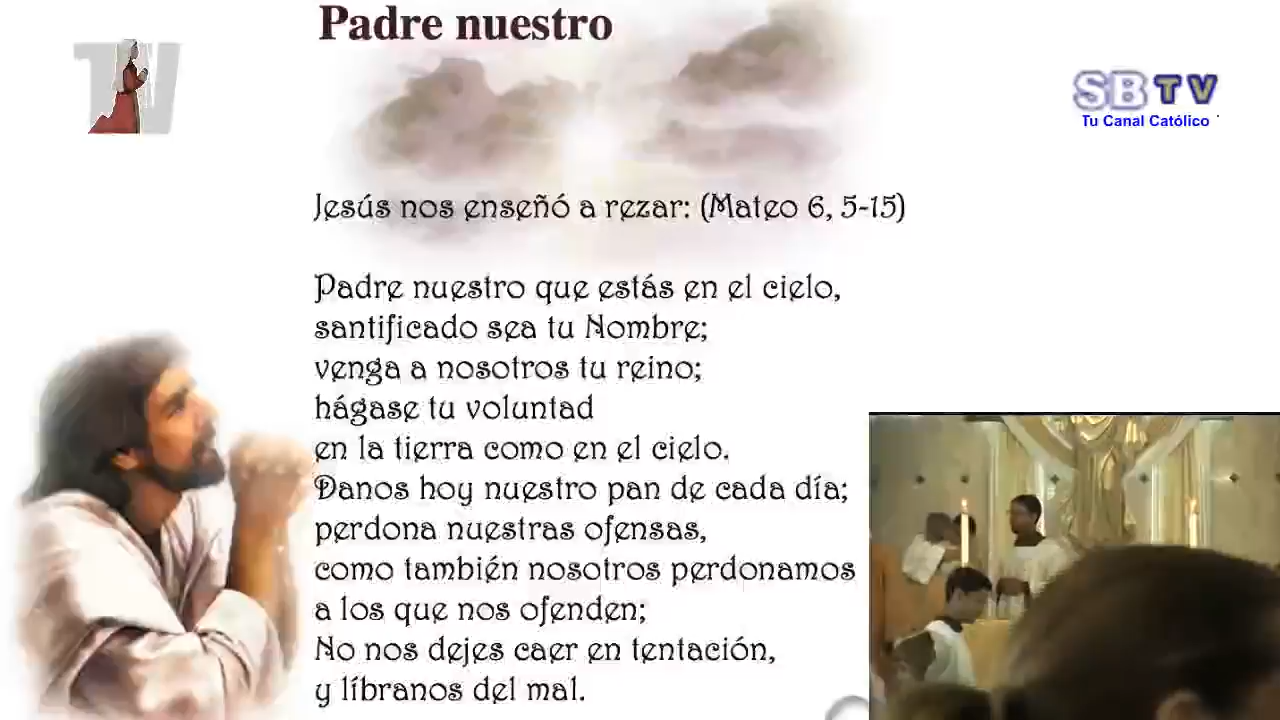 Padre nuestro
TV
SBTV
Tu Canal Católico
Jesús nos enseñó a rezar: (Mateo 6, 5-15)
Padre nuestro que estás en el cielo,
santificado sea tu Nombre;
venga a nosotros tu reino;
hágase tu voluntad
en la tierra como en el cielo.
Danos hoy nuestro pan de cada día;
perdona nuestras ofensas,
como también nosotros perdonamos
a los que nos ofenden;
No nos dejes caer en tentación,
y líbranos del mal.